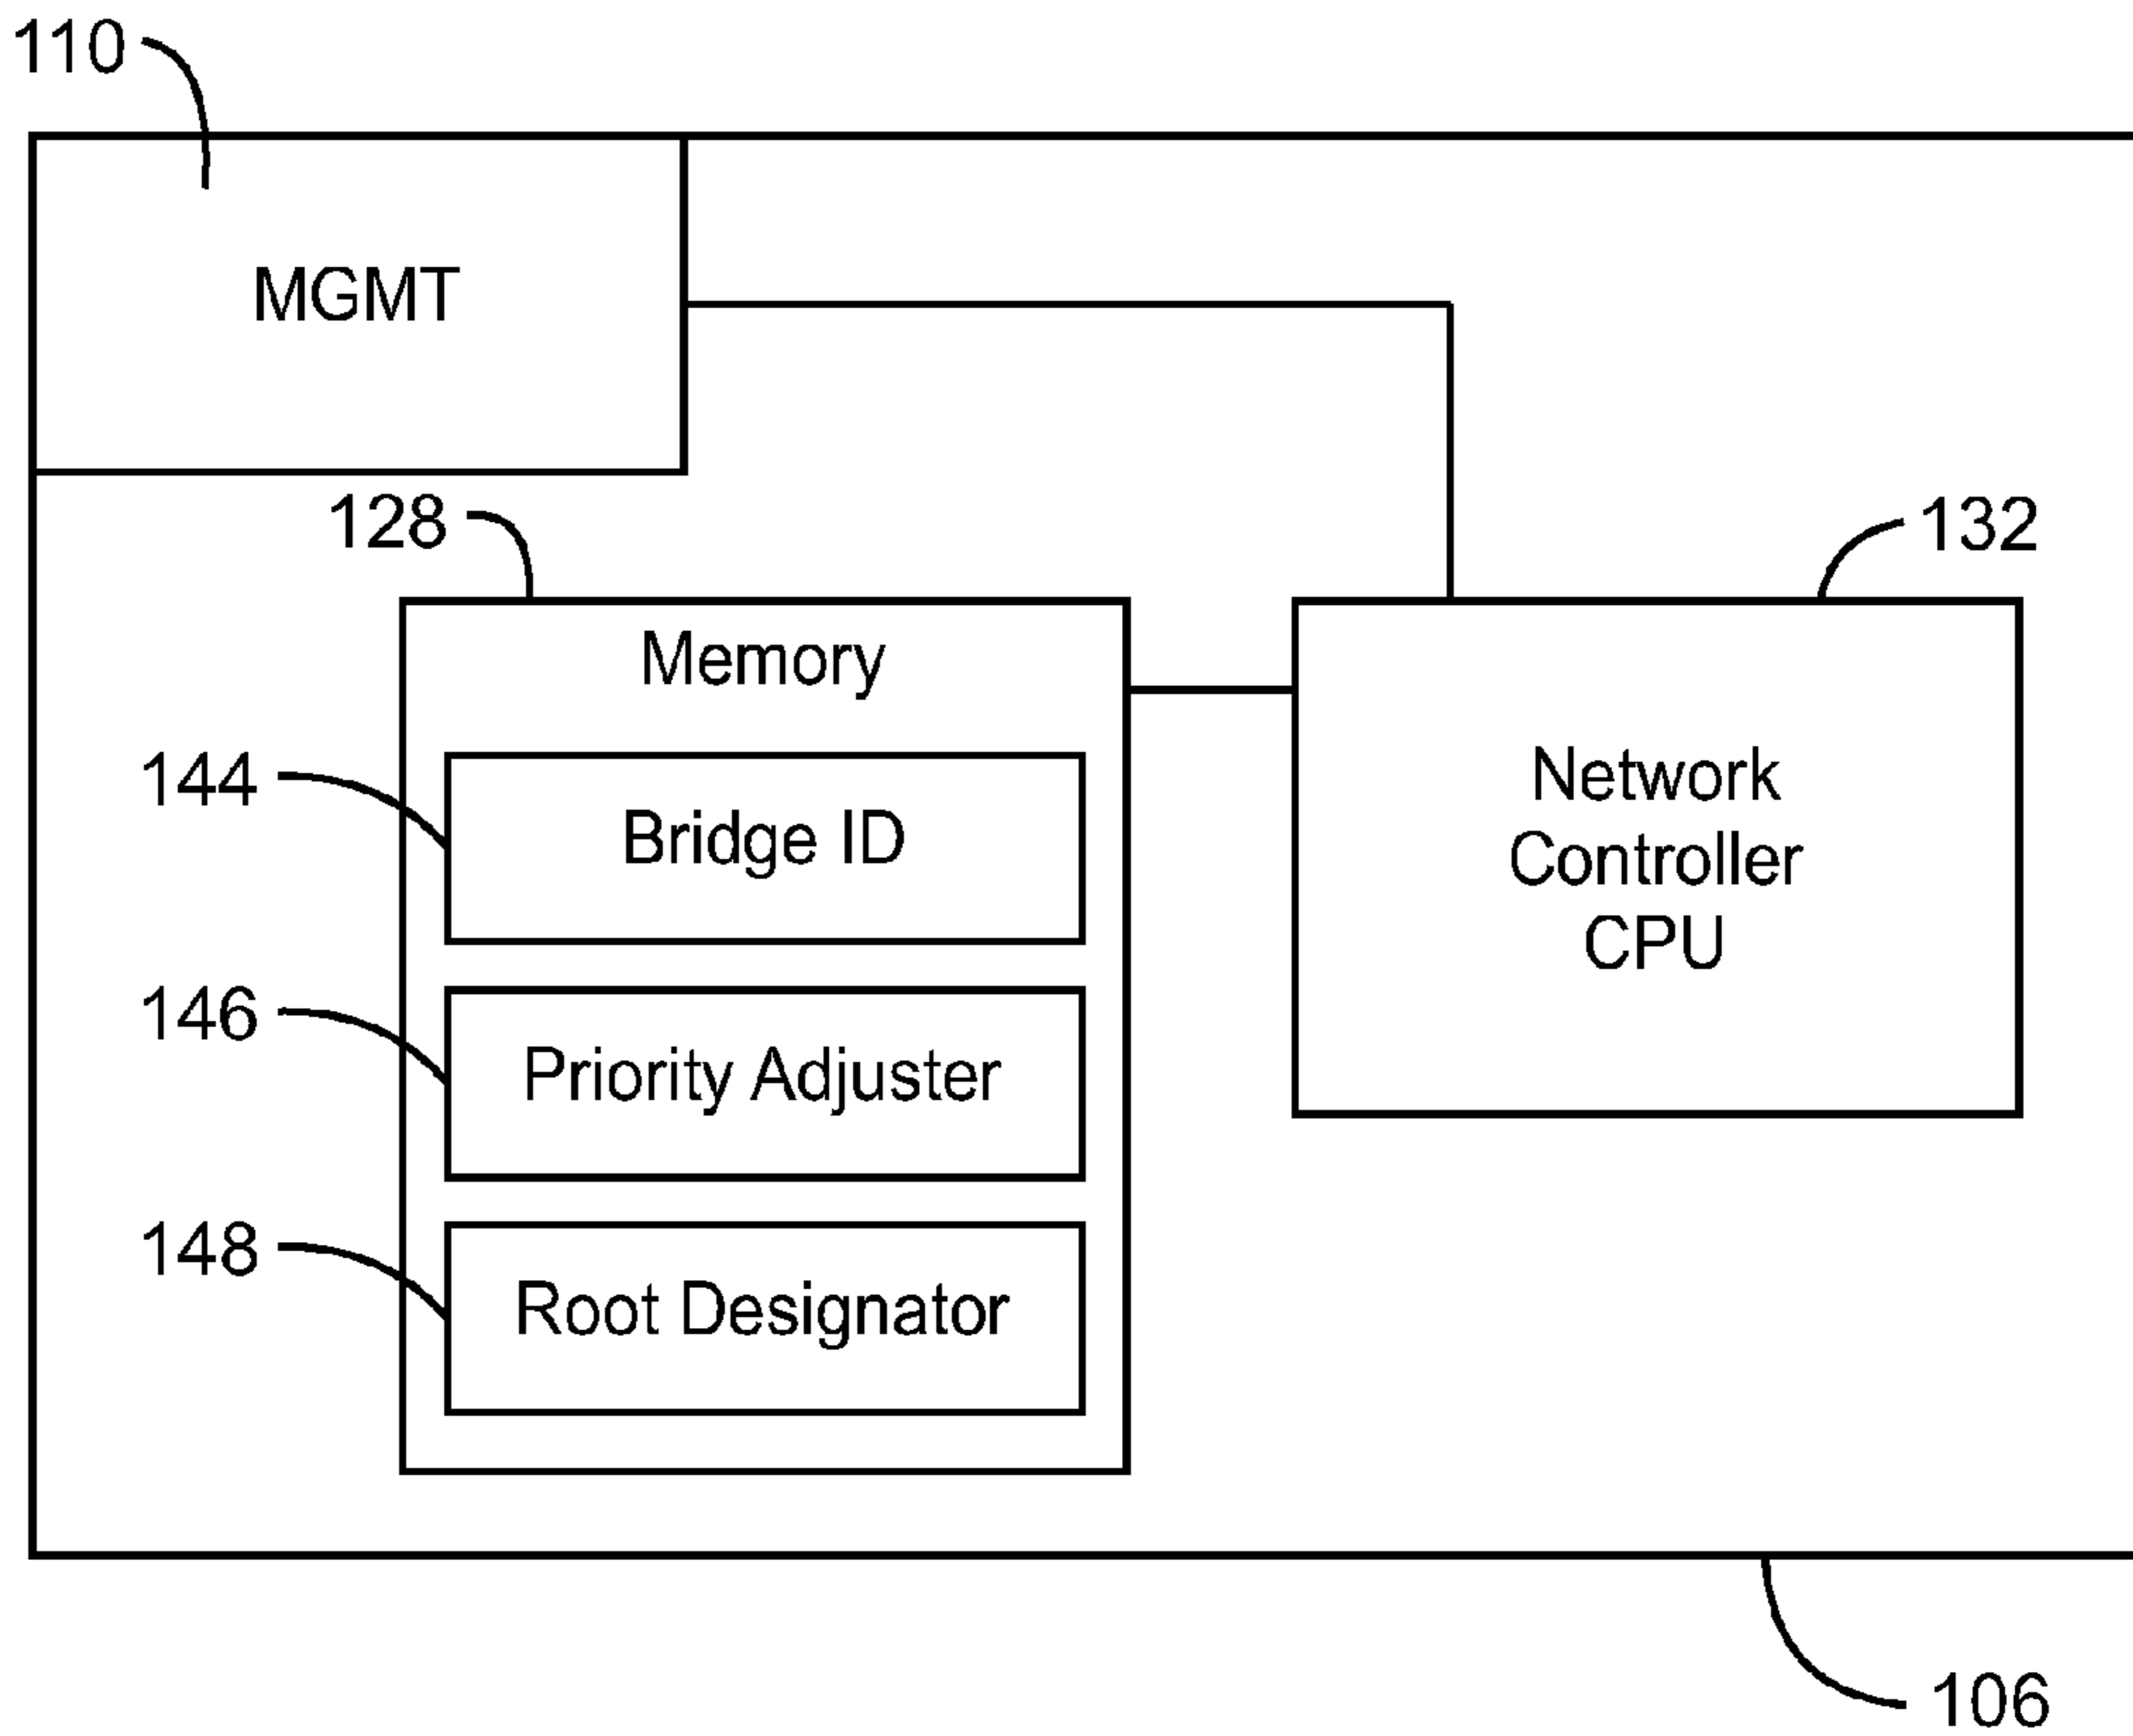 110
MGMT
128
132
Memory
144
Bridge ID
Network
Controller
CPU
146
Priority Adjuster
148
Root Designator
106